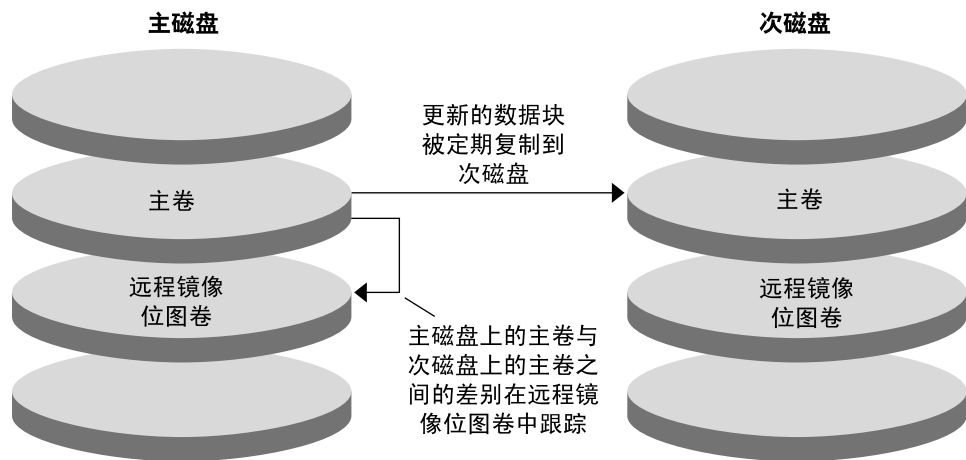 主磁盘
次磁盘
更新的数据块
被定期复制到
次磁盘
主卷
主卷
远程镜像
位图卷
远程镜像
位图卷
主磁盘上的主卷与
次磁盘上的主卷之
间的差别在远程镜
像位图卷中跟踪